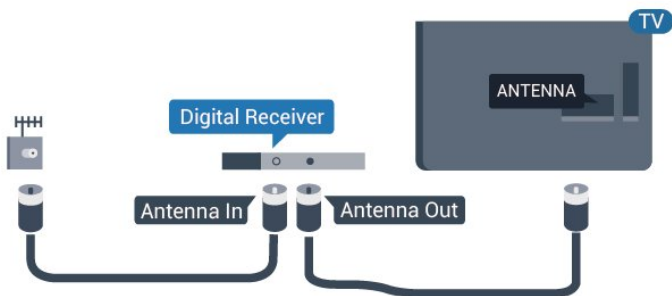 TV
ANTENNA
Digital Receiver
Antenna In
Antenna Out